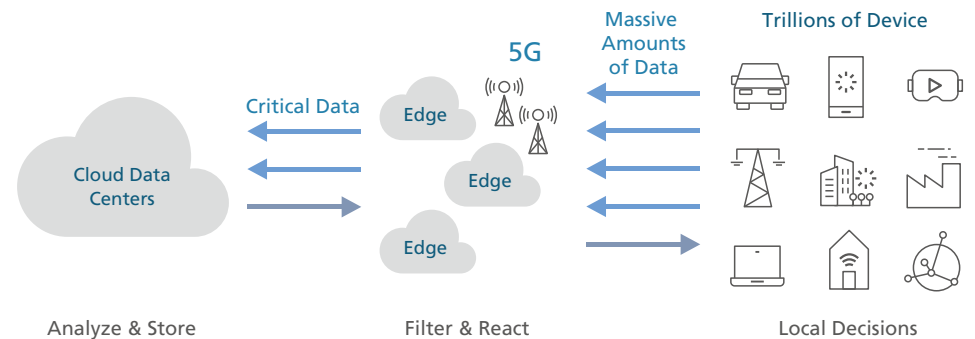 Massive
Amounts
of Data
Trillions of Device
5G
Critical Data
Edge
Cloud Data
Centers
Edge
Edge
Analyze & Store
Filter & React
Local Decisions